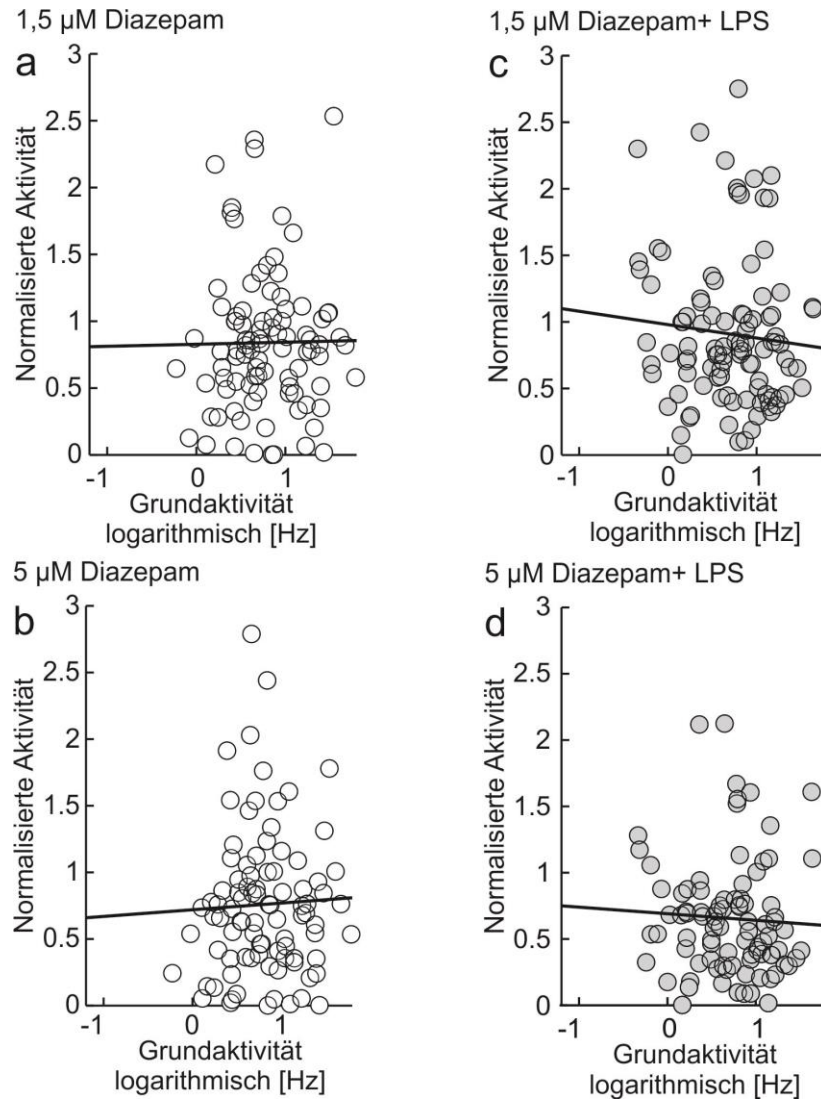 1,5 µM Diazepam
a
3
2.5
2
1.5
1
0.5
0
Normalisierte Aktivität
-1 0 1
Grundaktivität
logarithmisch [Hz]
1,5 µM Diazepam+ LPS
c
3
2.5
2
1.5
1
0.5
0
Normalisierte Aktivität
-1 0 1
Grundaktivität
logarithmisch [Hz]
5 µM Diazepam
b
3
2.5
2
1.5
1
0.5
0
Normalisierte Aktivität
-1 0 1
Grundaktivität
logarithmisch [Hz]
5 µM Diazepam+ LPS
d
3
2.5
2
1.5
1
0.5
0
Normalisierte Aktivität
-1 0 1
Grundaktivität
logarithmisch [Hz]